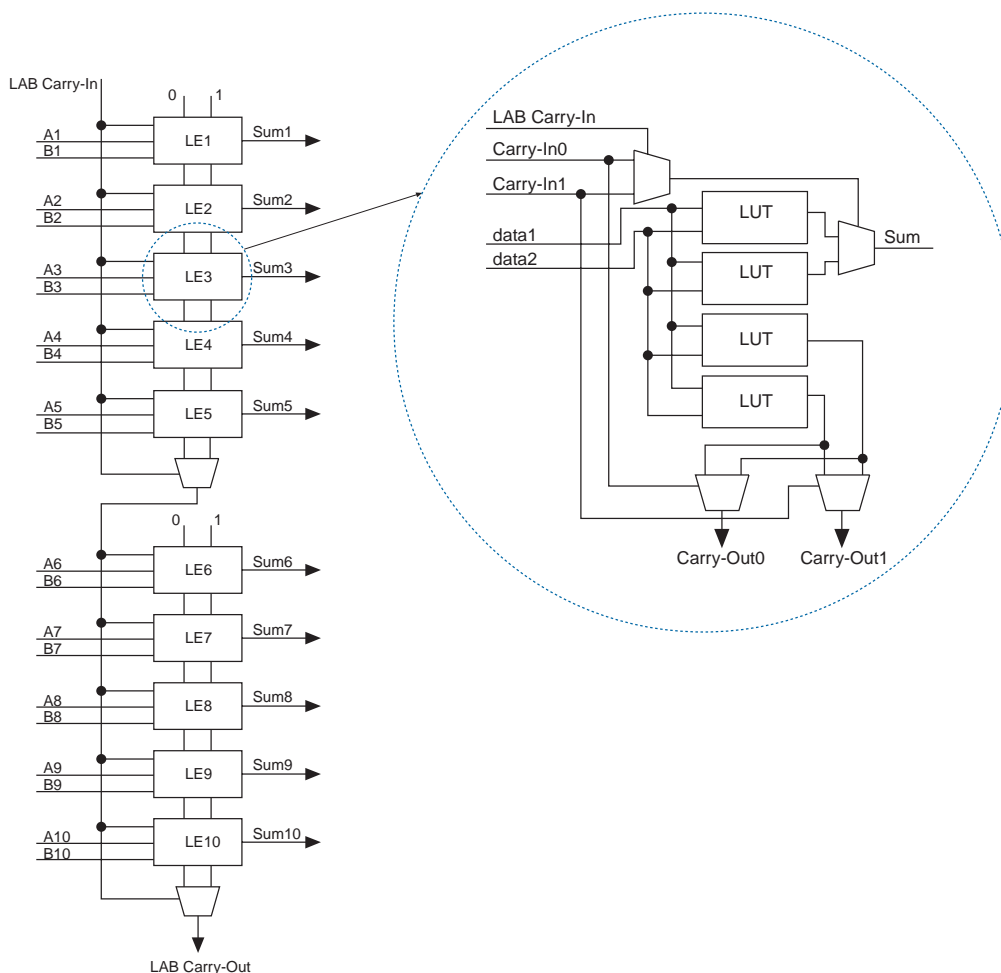 LAB Carry-In
0 1
A1
B1
LE1
Sum1
A2
B2
LE2
Sum2
A3
B3
LE3
Sum3
A4
B4
LE4
Sum4
A5
B5
LE5
Sum5
0 1
A6
B6
LE6
Sum6
A7
B7
LE7
Sum7
A8
B8
LE8
Sum8
A9
B9
LE9
Sum9
A10
B10
LE10
Sum10
LAB Carry-Out
LAB Carry-In
Carry-In0
Carry-In1
data1
data2
LUT
LUT
LUT
LUT
Sum
Carry-Out0
Carry-Out1